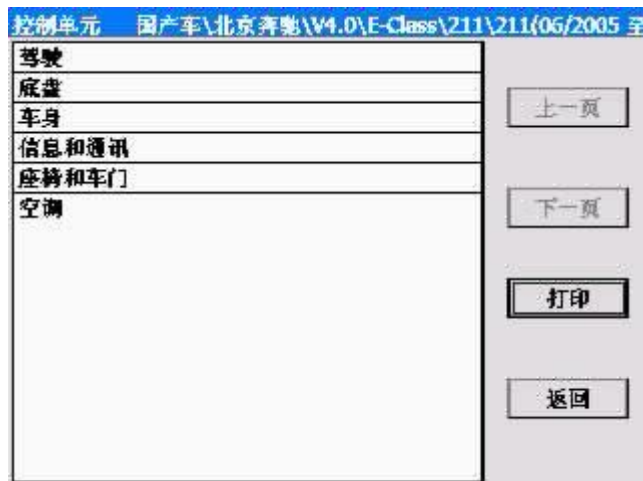 控制单元 国产车\北京奔驰\V4.0\E-Class\211\211(06/2005 至
驾驶
底盘
车身
信息和通讯
座椅和车门
空调
上一页
下一页
打印
返回